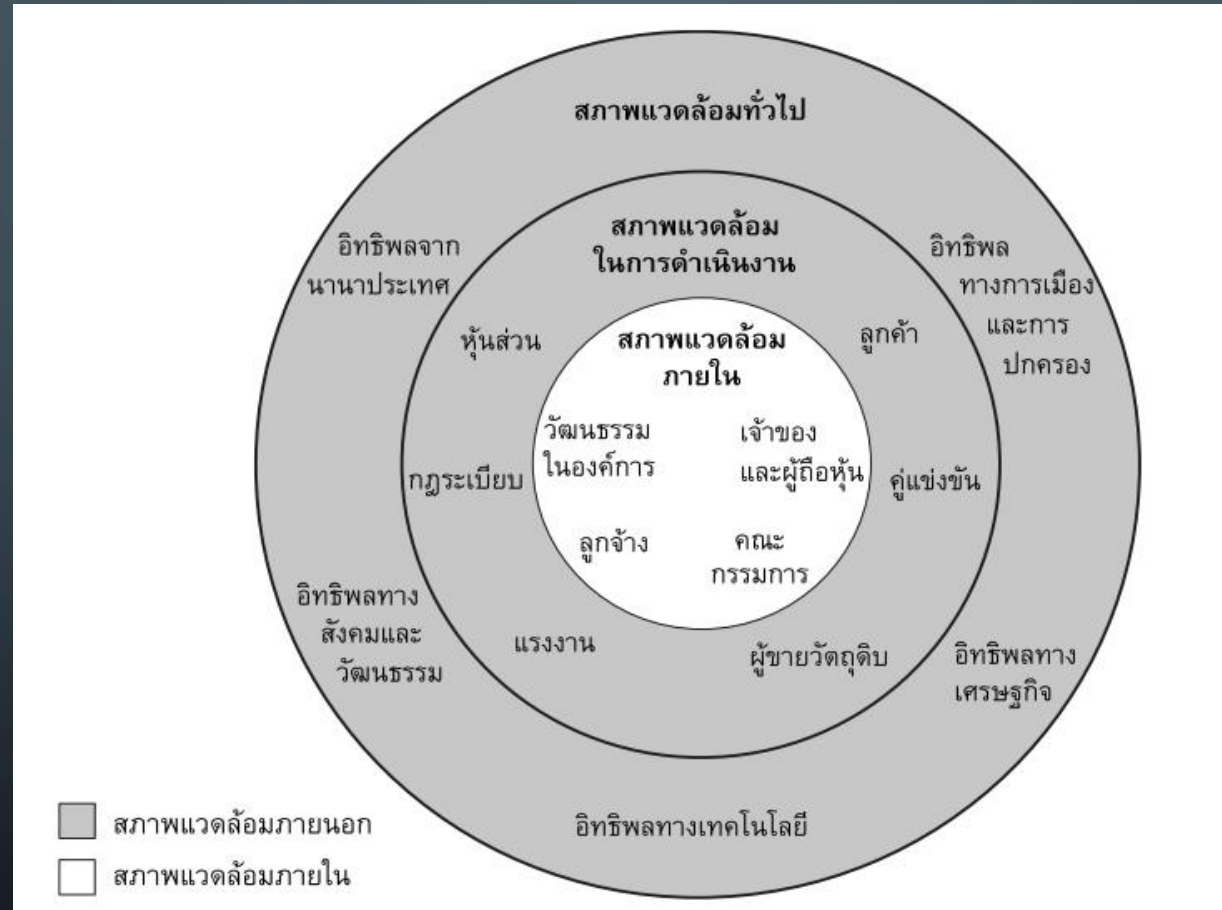 สภาพแวดล้อมทั่วไป
สภาพแวดล้อม
ในการดำเนินงาน
อิทธิพลจาก
นานาประเทศ
อิทธิพล
ทางการเมือง
และการ
ปกครอง
หุ้นส่วน
ลูกค้า
สภาพแวดล้อม
ภายใน
วัฒนธรรม
ในองค์การ
เจ้าของ
และผู้ถือหุ้น
กฎระเบียบ
คู่แข่งขัน
ลูกจ้าง
คณะ
กรรมการ
อิทธิพลทาง
สังคมและ
วัฒนธรรม
แรงงาน
ผู้ขายวัตถุดิบ
อิทธิพลทาง
เศรษฐกิจ
อิทธิพลทางเทคโนโลยี
สภาพแวดล้อมภายนอก
สภาพแวดล้อมภายใน